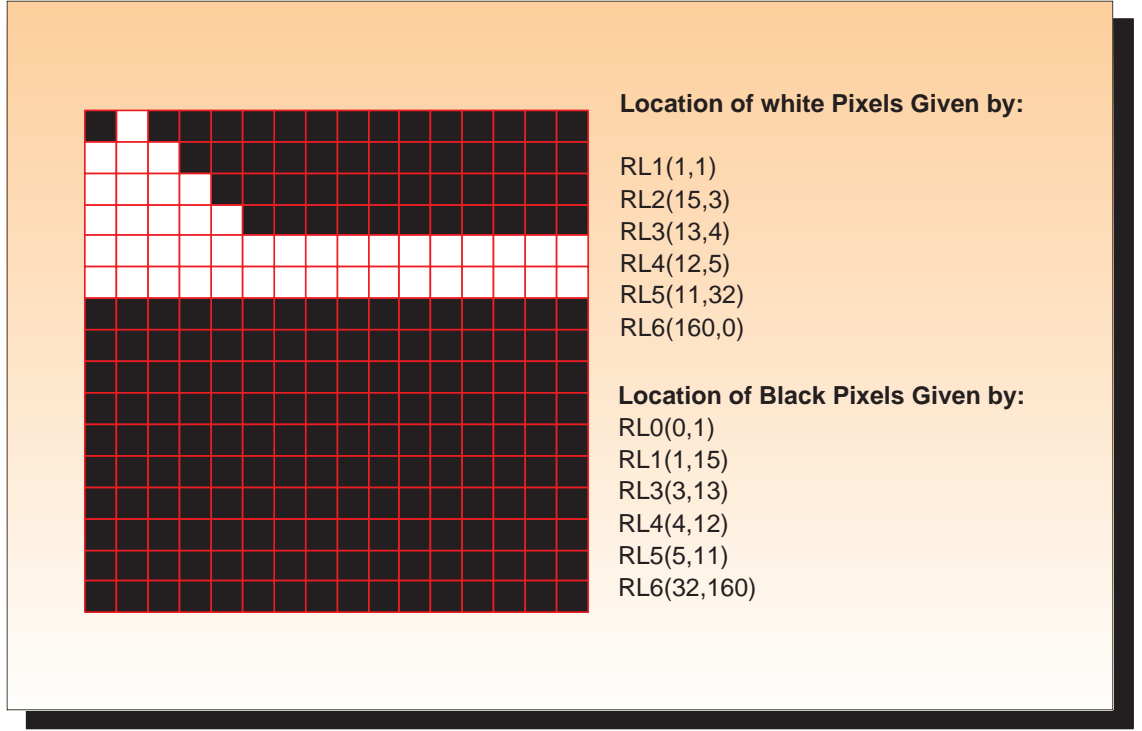 Location of white Pixels Given by:
RL1(1,1)
RL2(15,3)
RL3(13,4)
RL4(12,5)
RL5(11,32)
RL6(160,0)
Location of Black Pixels Given by:
RL0(0,1)
RL1(1,15)
RL3(3,13)
RL4(4,12)
RL5(5,11)
RL6(32,160)